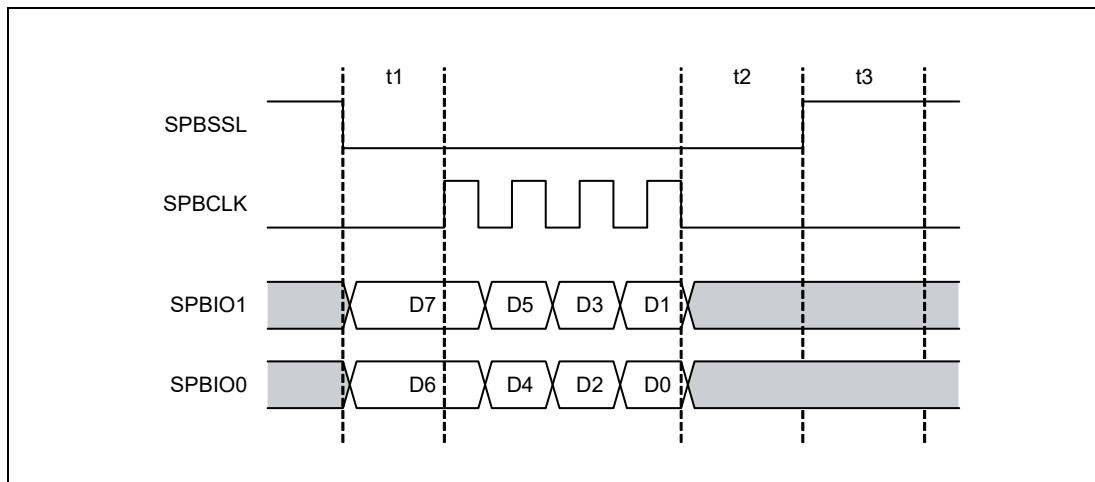 t1 t2 t3
SPBSSL
SPBCLK
SPBIO1 D7 D5 D3 D1
SPBIO0 D6 D4 D2 D0